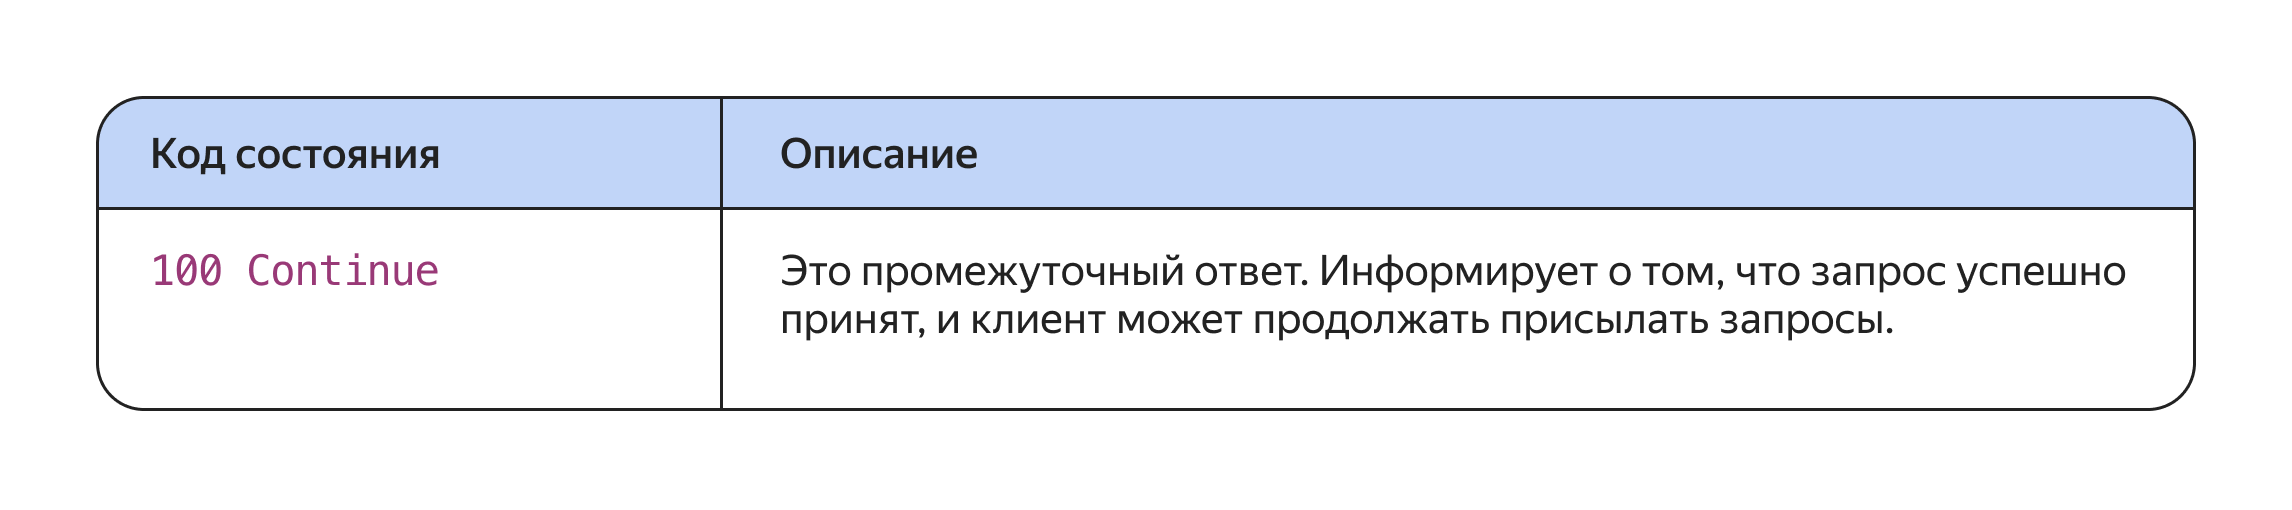 Код состояния
Описание
100 Continue
Это промежуточный ответ. Информирует о том, что запрос успешно
принят, и клиент может продолжать присылать запросы.